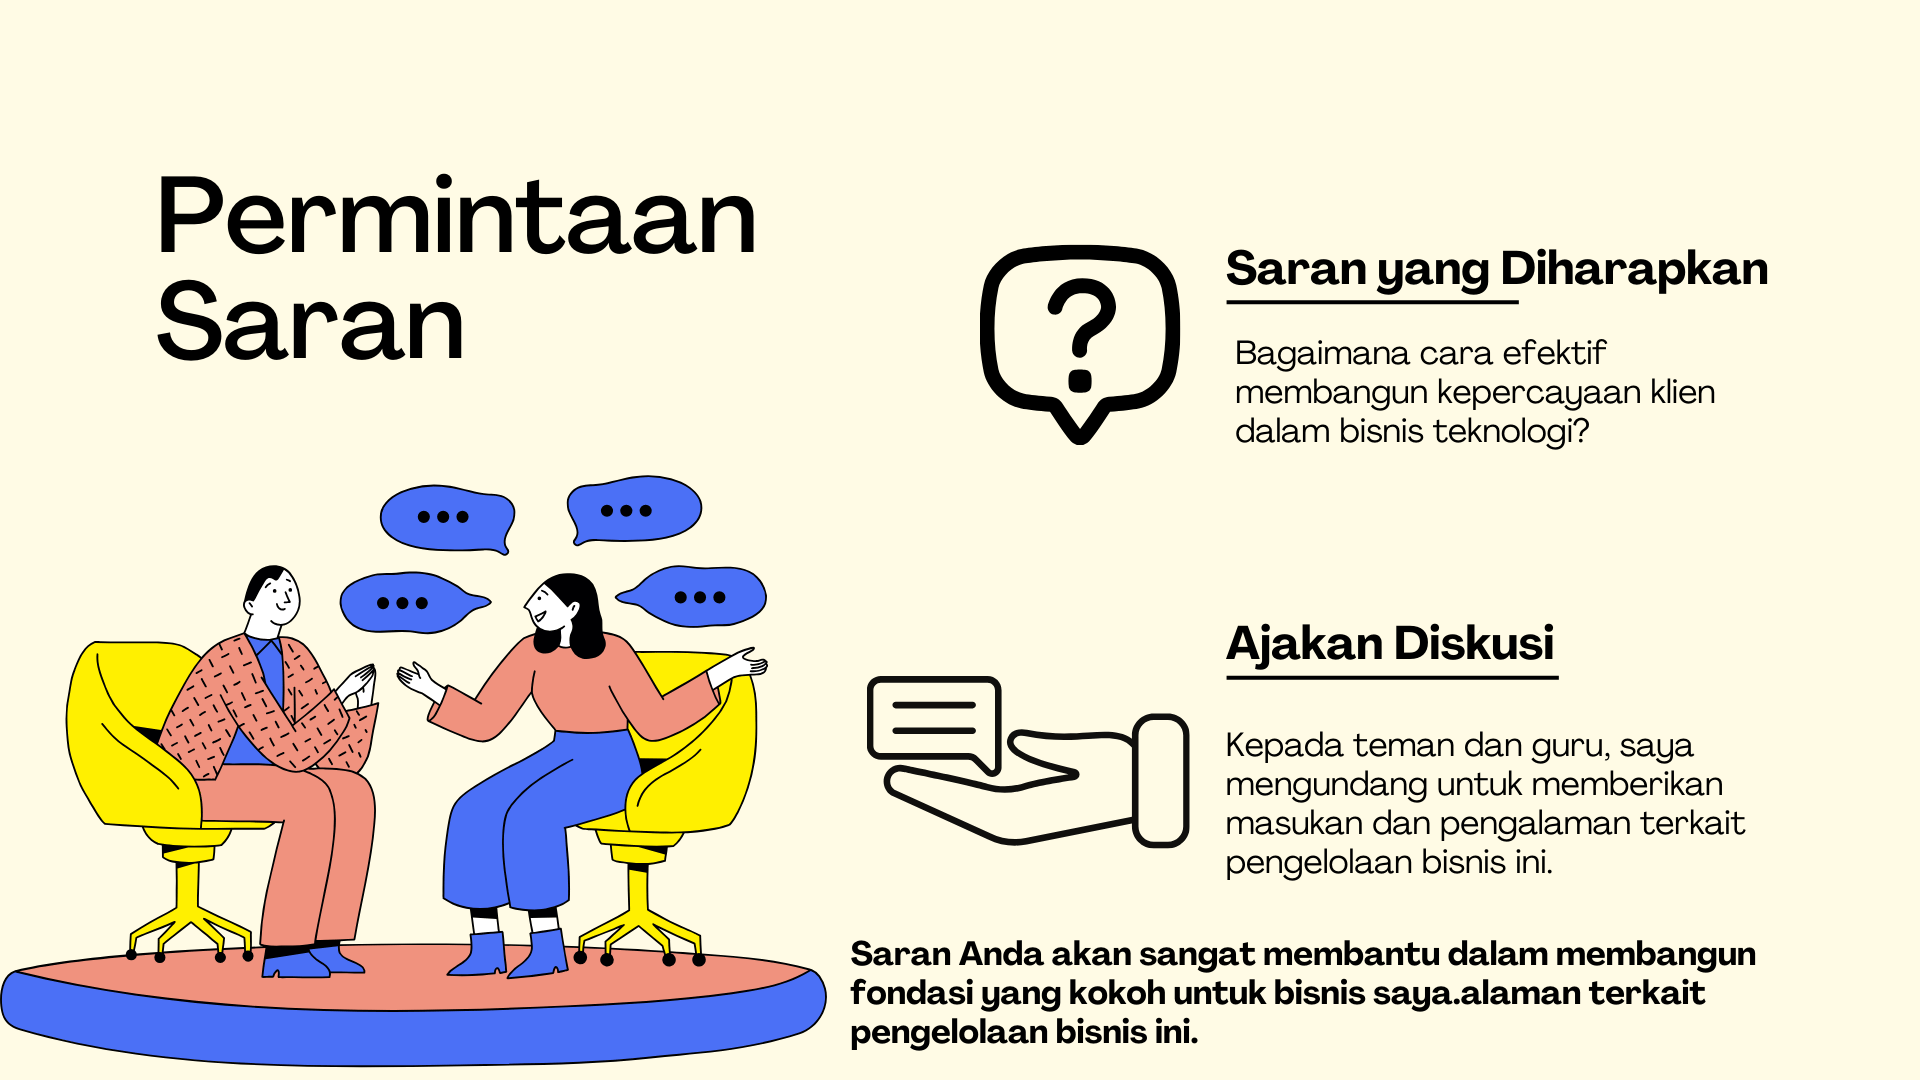 Permintaan
Saran
Saran yang Diharapkan
Bagaimana cara efektif
membangun kepercayaan klien
dalam bisnis teknologi?
Ajakan Diskusi
Kepada teman dan guru, saya
mengundang untuk memberikan
masukan dan pengalaman terkait
pengelolaan bisnis ini.
Saran Anda akan sangat membantu dalam membangun
fondasi yang kokoh untuk bisnis saya.alaman terkait
pengelolaan bisnis ini.